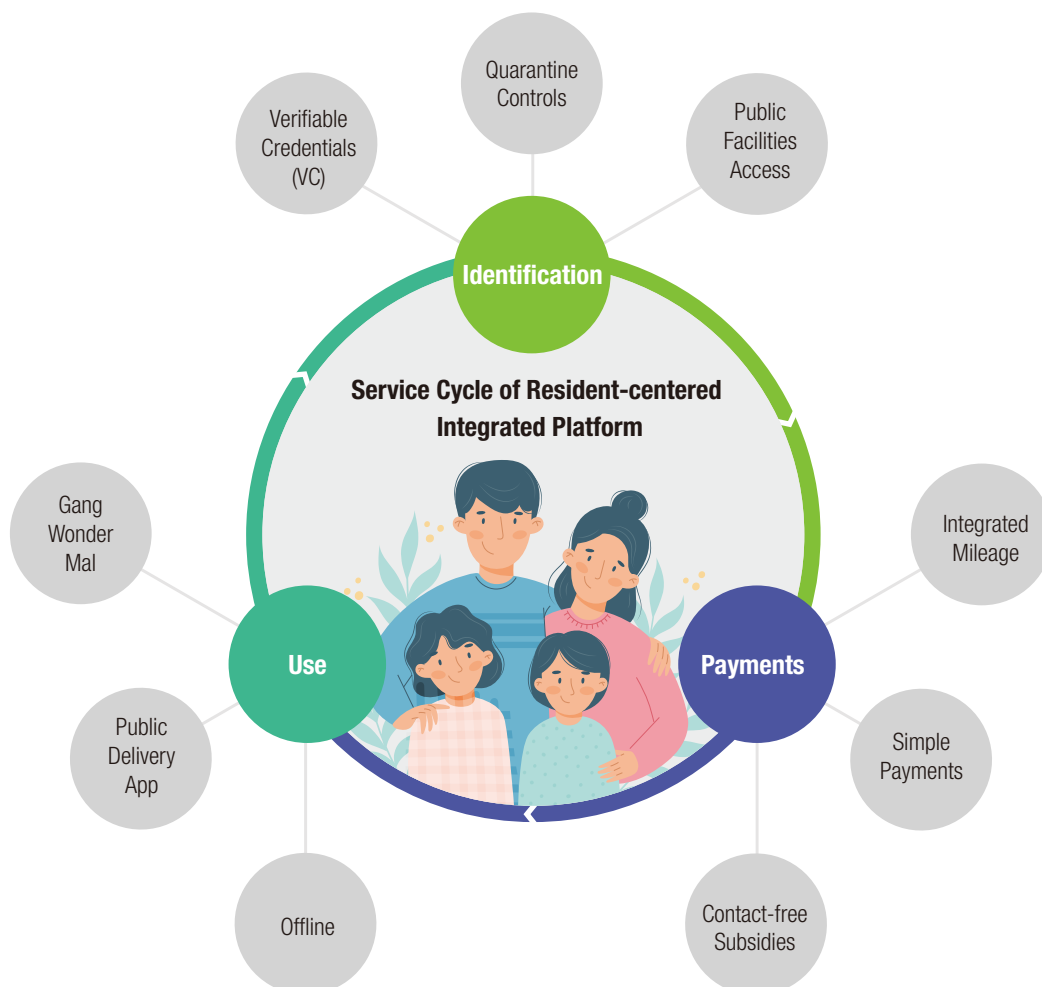 Quarantine
Controls
Verifiable
Credentials
(VC)
Public
Facilities
Access
Identification
Service Cycle of Resident-centered
Integrated Platform
Gang
Wonder
Mal
Integrated
Mileage
Use
Payments
Public
Delivery
App
Simple
Payments
Offline
Contact-free
Subsidies